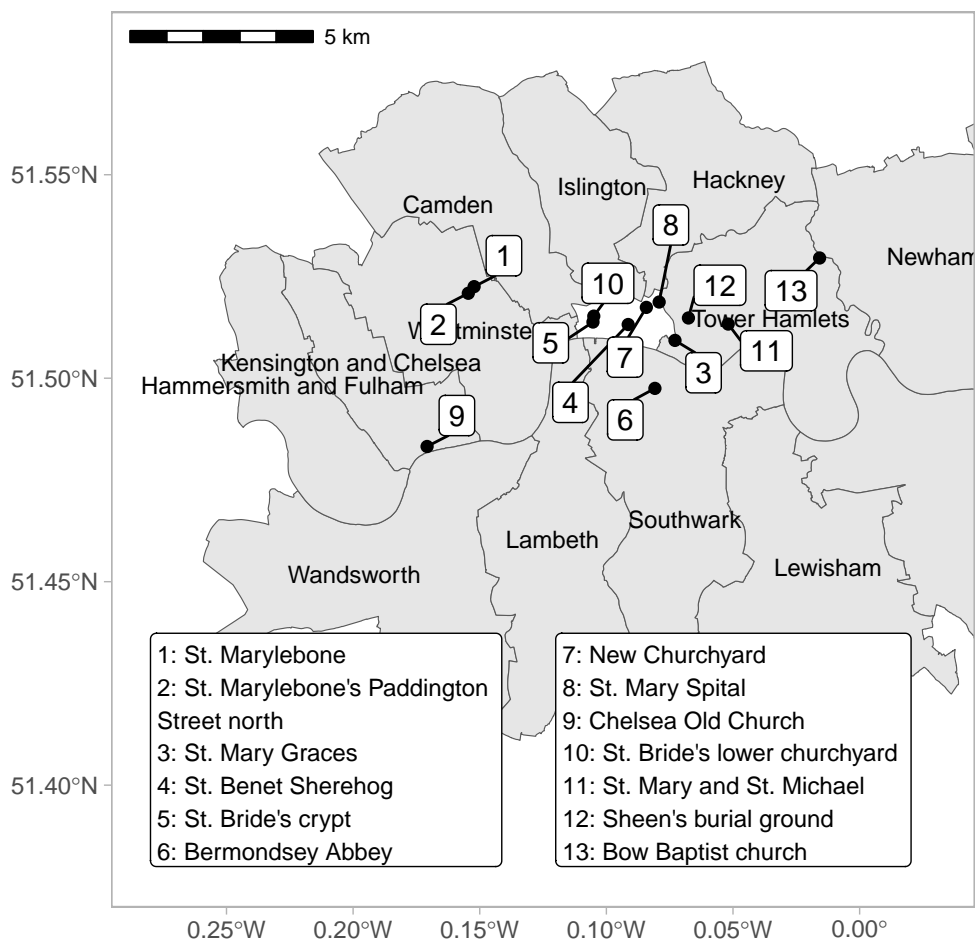 5 km
51.55°N
51.50°N
51.45°N
51.40°N
Camden
Islington
Hackney
Newham
8
1
10
12
13
2
Westminster
Tower Hamlets
5
7
11
Kensington and Chelsea
3
Hammersmith and Fulham
4
9
6
Southwark
Lambeth
Wandsworth
Lewisham
1: St. Marylebone
2: St. Marylebone's Paddington
Street north
3: St. Mary Graces
4: St. Benet Sherehog
5: St. Bride's crypt
6: Bermondsey Abbey
7: New Churchyard
8: St. Mary Spital
9: Chelsea Old Church
10: St. Bride's lower churchyard
11: St. Mary and St. Michael
12: Sheen's burial ground
13: Bow Baptist church
0.25°W
0.20°W
0.15°W
0.10°W
0.05°W
0.00°